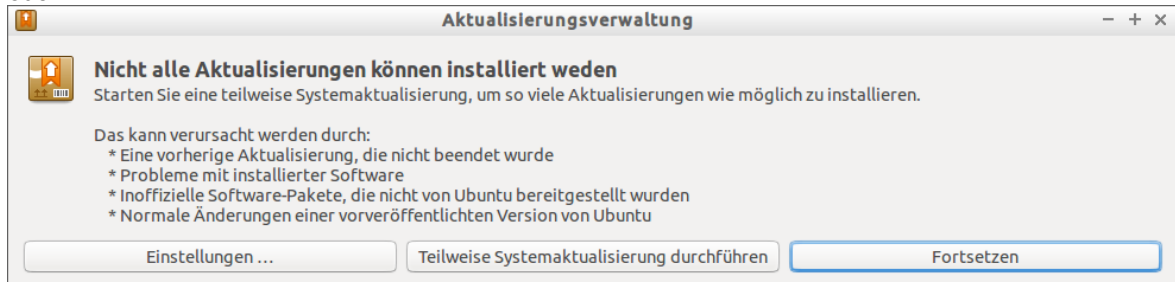 Aktualisierungsverwaltung
Nicht alle Aktualisierungen können installiert weden
Starten Sie eine teilweise Systemaktualisierung, um so viele Aktualisierungen wie möglich zu installieren.
Das kann verursacht werden durch:
* Eine vorherige Aktualisierung, die nicht beendet wurde
* Probleme mit installierter Software
* Inoffizielle Software-Pakete, die nicht von Ubuntu bereitgestellt wurden
* Normale Änderungen einer vorveröffentlichten Version von Ubuntu
Einstellungen … Teilweise Systemaktualisierung durchführen Fortsetzen